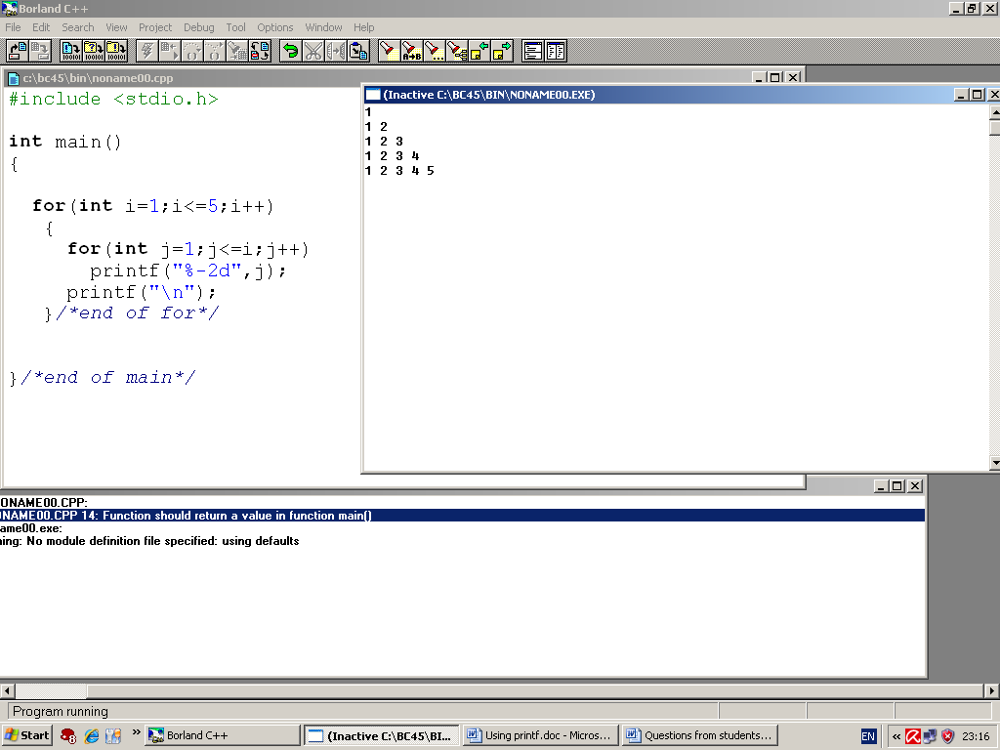 Borland C++
File Edit Search View Project Debug Tool Options Window Help
c:\bc45\bin\noname00.cpp
#include <stdio.h>
int main()
{
for(int i=1;i<=5;i++)
{
for(int j=1;j<=i;j++)
printf("%-2d",j);
printf("\n");
}/*end of for*/
}/*end of main*/
(Inactive C:\BC45\BIN\NONAME00.EXE)
1
1 2
1 2 3
1 2 3 4
1 2 3 4 5
ONAME00.CPP:
ONAME00.CPP 14: Function should return a value in function main()
ame00.exe:
ing: No module definition file specified: using defaults
Program running
Start » Borland C++ (Inactive C:\BC45\BI... Using printf.doc - Micros... Questions from students... EN « 23:16